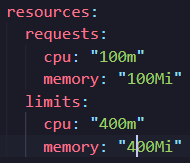 resources:
  requests:
    cpu: "100m"
    memory: "100Mi"
  limits:
    cpu: "400m"
    memory: "400Mi"